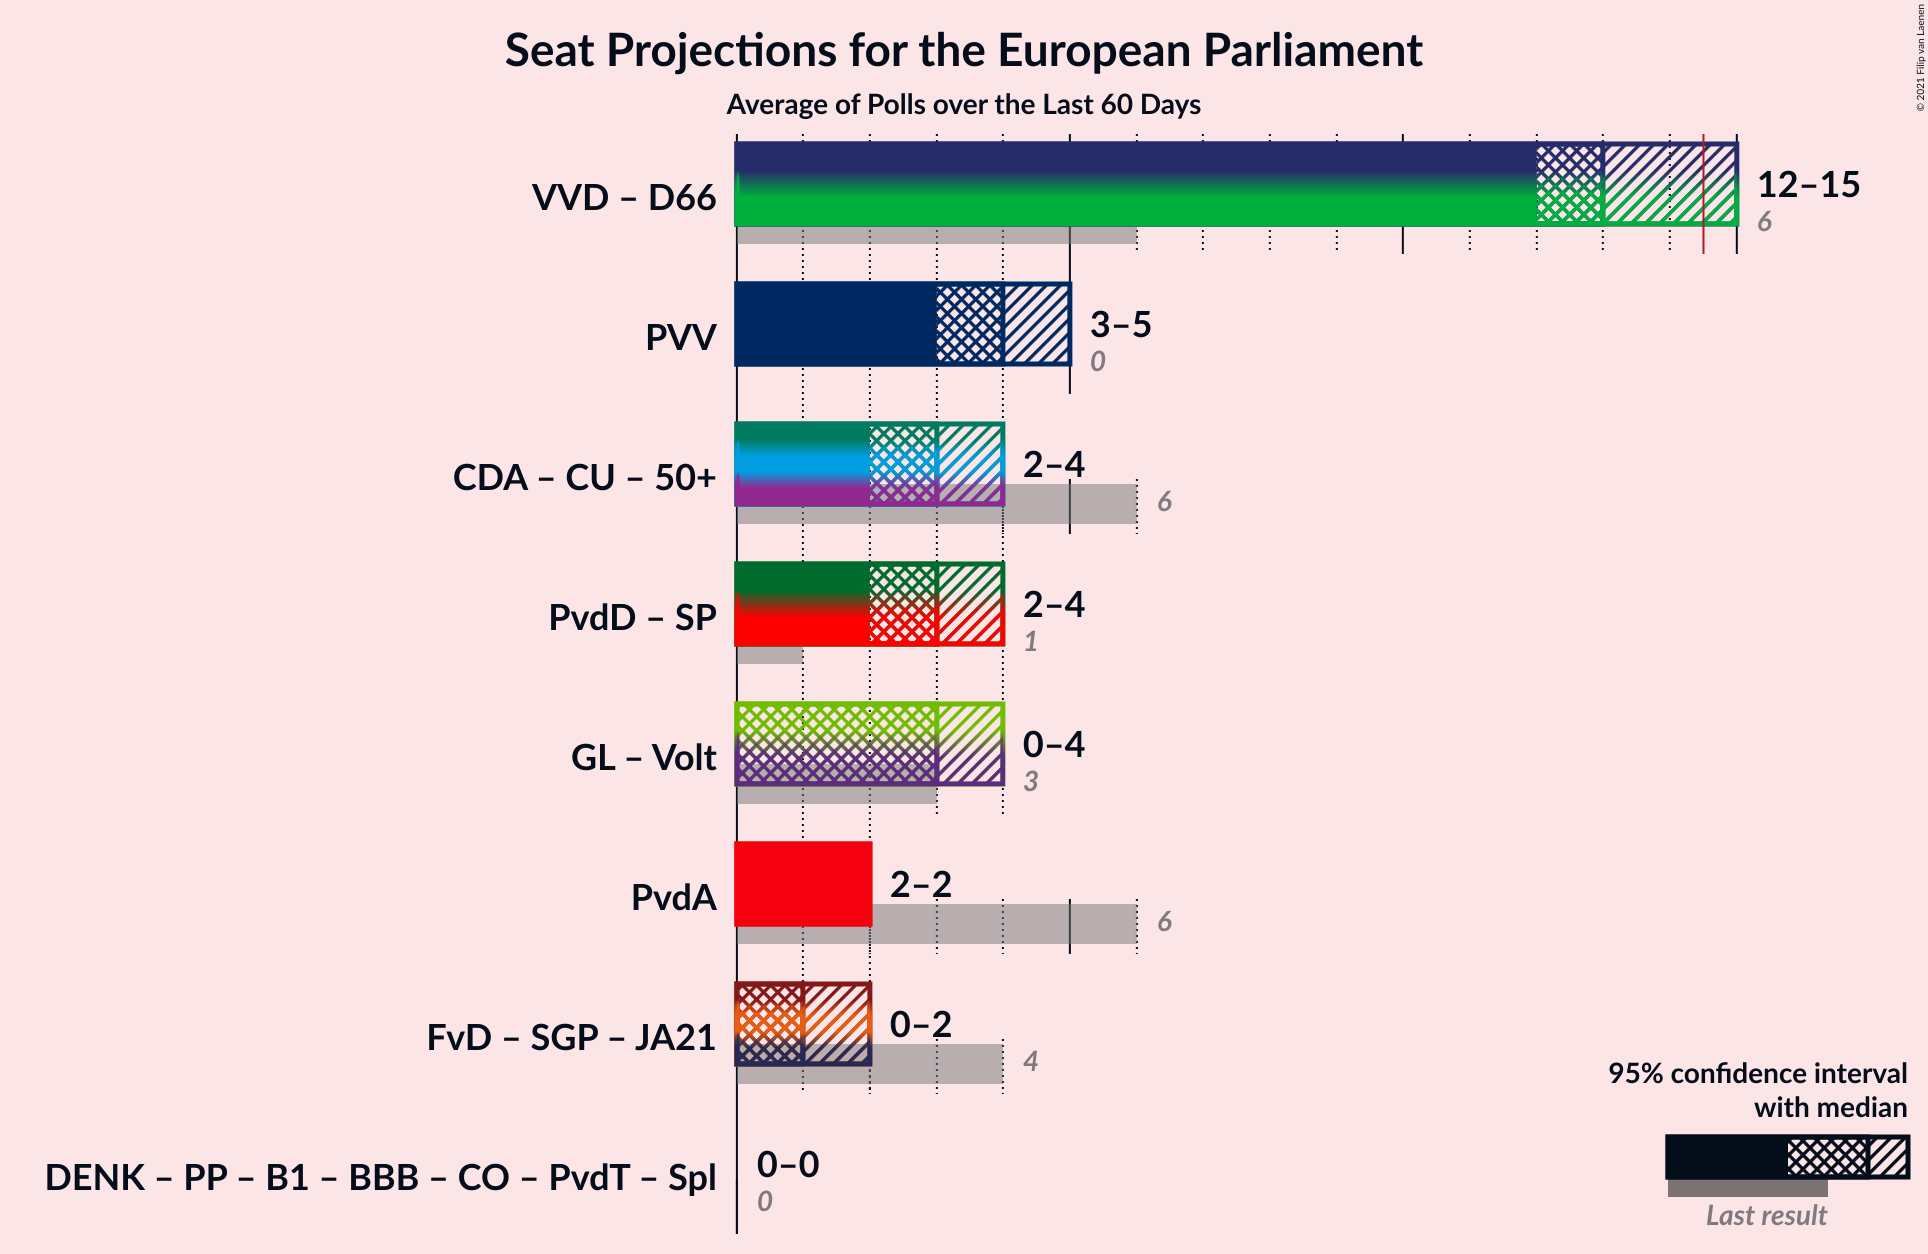 Seat Projections for the European Parliament
Average of Polls over the Last 60 Days
© 2021 Filip van Laenen
VVD – D66
12–15
6
PVV
3–5
0
CDA – CU – 50+
2–4
6
PvdD – SP
2–4
1
GL – Volt
0–4
3
PvdA
2–2
6
FvD – SGP – JA21
0–2
4
DENK – PP – B1 – BBB – CO – PvdT – Spl
0–0
0
95% confidence interval
with median
Last result